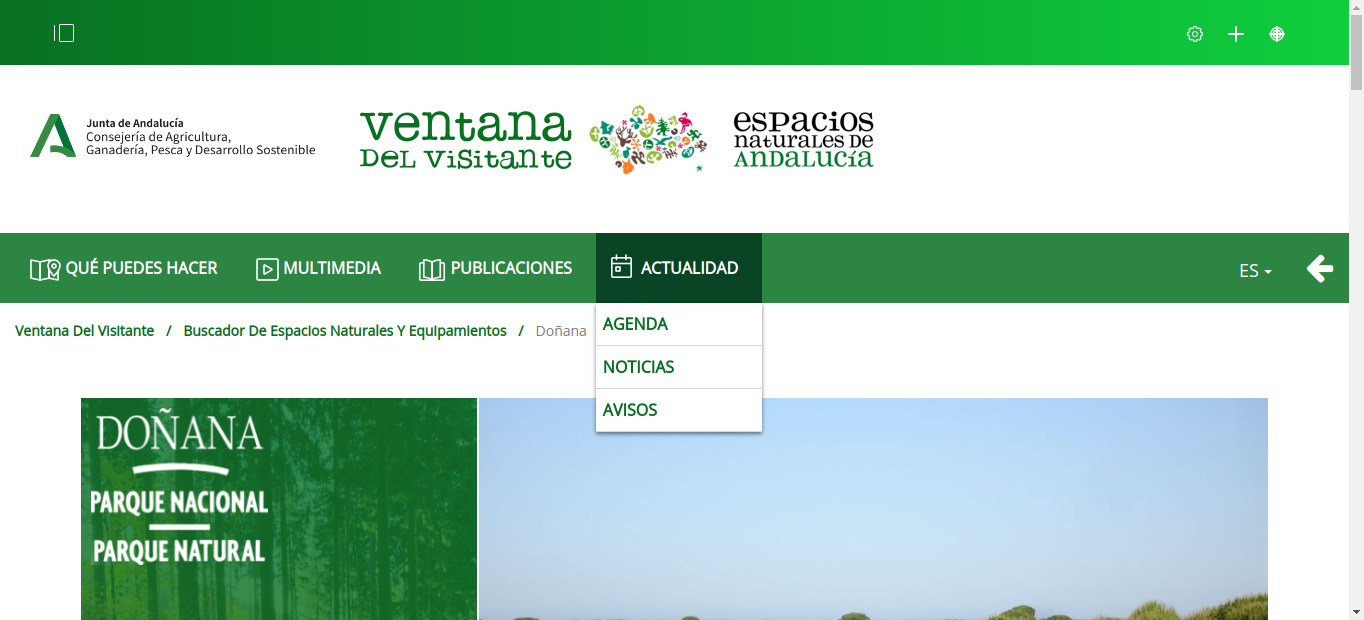 Junta de Andalucía
Consejería de Agricultura,
Ganadería, Pesca y Desarrollo Sostenible
ventana
DEL VISITANTE
espacios
naturales de
ANDALUCÍA
QUÉ PUEDES HACER
MULTIMEDIA
PUBLICACIONES
ACTUALIDAD
ES
Ventana Del Visitante / Buscador De Espacios Naturales Y Equipamientos / Doñana
AGENDA
NOTICIAS
AVISOS
DOÑANA
PARQUE NACIONAL
PARQUE NATURAL